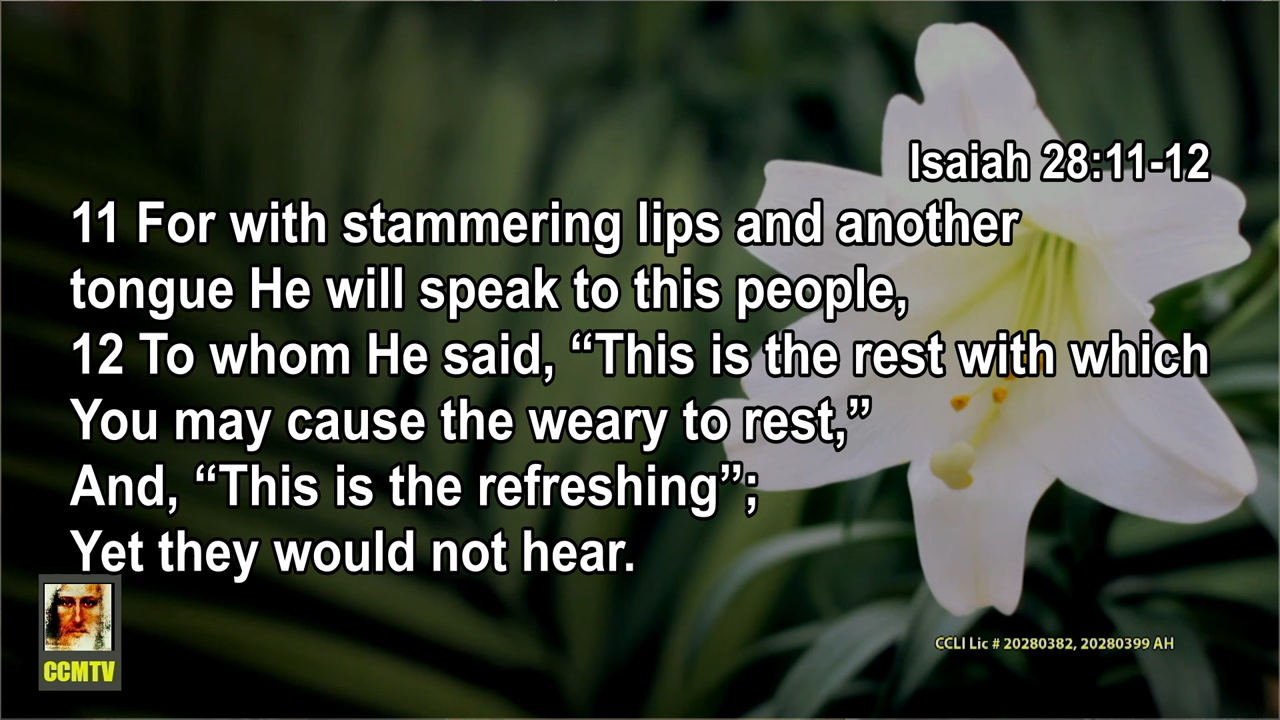 Isaiah 28:11-12
11 For with stammering lips and another
tongue He will speak to this people,
12 To whom He said, “This is the rest with which
You may cause the weary to rest,”
And, “This is the refreshing”;
Yet they would not hear.
CCMTV
CCLI Lic # 20280382, 20280399 AH